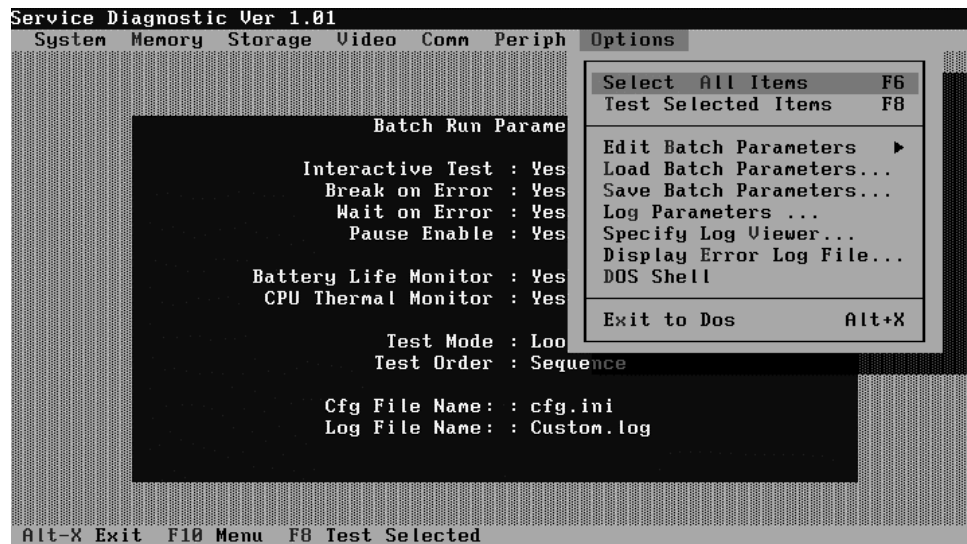 Service Diagnostic Ver 1.01
System Memory Storage Video Comm Periph Options
Select All Items F6
Test Selected Items F8
Edit Batch Parameters ►
Load Batch Parameters...
Save Batch Parameters...
Log Parameters ...
Specify Log Viewer...
Display Error Log File...
DOS Shell
Exit to Dos Alt+X
Batch Run Parame
Interactive Test : Yes
Break on Error : Yes
Wait on Error : Yes
Pause Enable : Yes
Battery Life Monitor : Yes
CPU Thermal Monitor : Yes
Test Mode : Loo
Test Order : Sequence
Cfg File Name: : cfg.ini
Log File Name: : Custom.log
Alt-X Exit F10 Menu F8 Test Selected